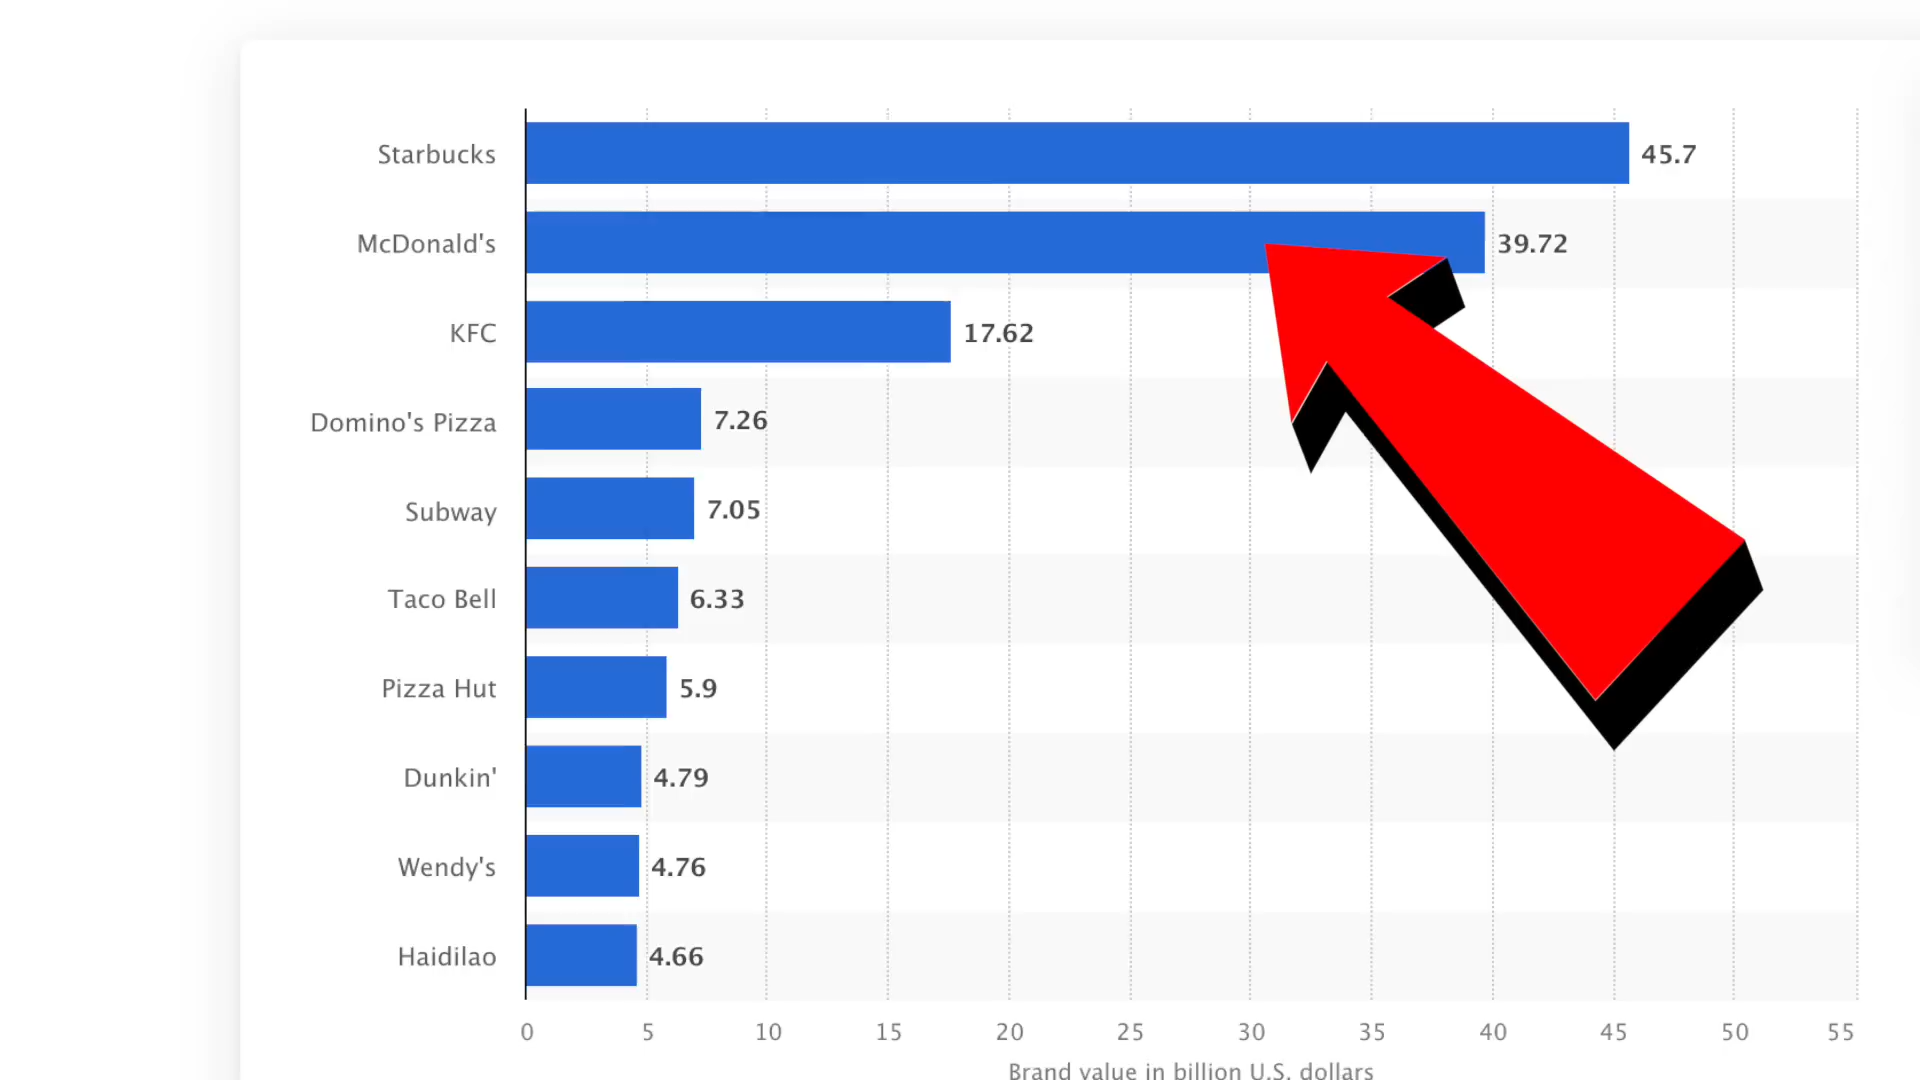 Starbucks 45.7
McDonald's 39.72
KFC 17.62
Domino's Pizza 7.26
Subway 7.05
Taco Bell 6.33
Pizza Hut 5.9
Dunkin' 4.79
Wendy's 4.76
Haidilao 4.66
0 5 10 15 20 25 30 35 40 45 50 55
Brand value in billion U.S. dollars